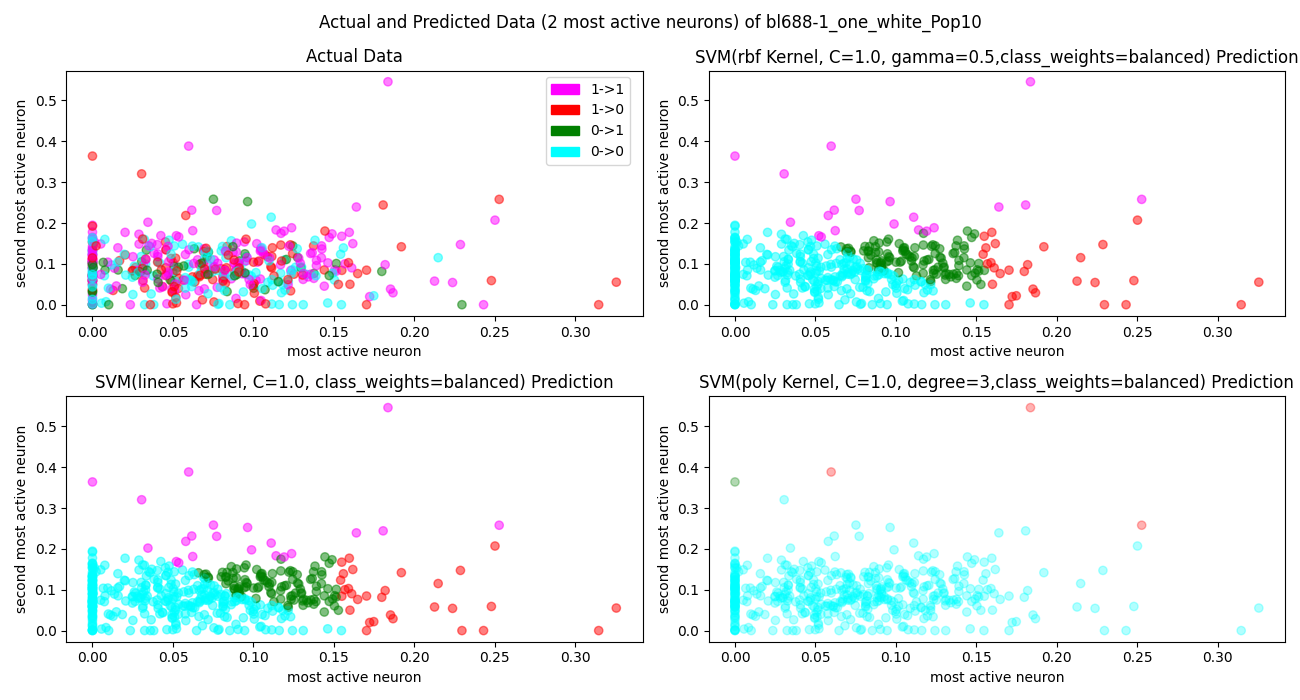 Actual and Predicted Data (2 most active neurons) of bl688-1_one_white_Pop10
Actual Data
second most active neuron
0.5
0.4
0.3
0.2
0.1
0.0
1->1
1->0
0->1
0->0
0.00 0.05 0.10 0.15 0.20 0.25 0.30
most active neuron
SVM(rbf Kernel, C=1.0, gamma=0.5,class_weights=balanced) Prediction
second most active neuron
0.5
0.4
0.3
0.2
0.1
0.0
0.00 0.05 0.10 0.15 0.20 0.25 0.30
most active neuron
SVM(linear Kernel, C=1.0, class_weights=balanced) Prediction
second most active neuron
0.5
0.4
0.3
0.2
0.1
0.0
0.00 0.05 0.10 0.15 0.20 0.25 0.30
most active neuron
SVM(poly Kernel, C=1.0, degree=3,class_weights=balanced) Prediction
second most active neuron
0.5
0.4
0.3
0.2
0.1
0.0
0.00 0.05 0.10 0.15 0.20 0.25 0.30
most active neuron